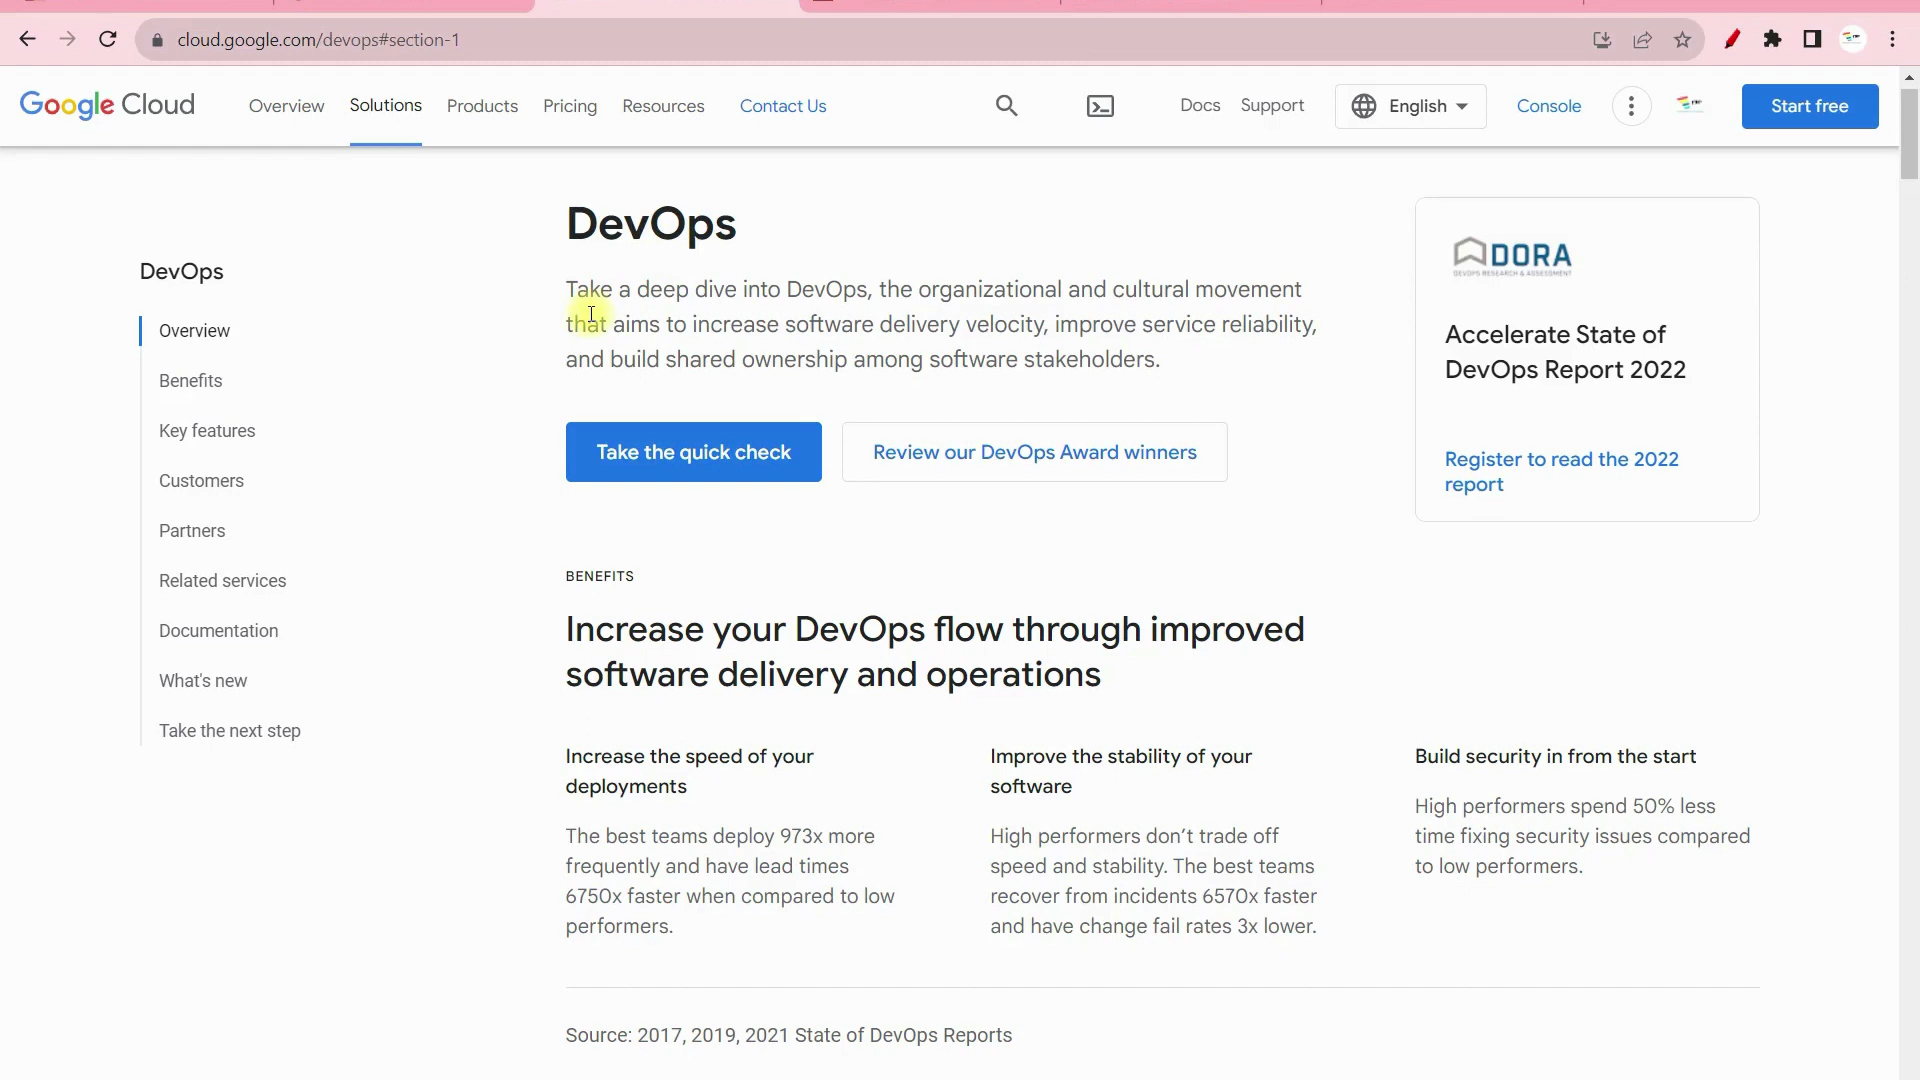 cloud.google.com/devops#section-1
Google Cloud
Overview
Solutions
Products
Pricing
Resources
Contact Us
Docs
Support
English
Console
Start free
DevOps
Overview
Benefits
Key features
Customers
Partners
Related services
Documentation
What's new
Take the next step
DevOps
Take a deep dive into DevOps, the organizational and cultural movement
that aims to increase software delivery velocity, improve service reliability,
and build shared ownership among software stakeholders.
Take the quick check
Review our DevOps Award winners
DORA
DEVOPS RESEARCH & ASSESSMENT
Accelerate State of
DevOps Report 2022
Register to read the 2022
report
BENEFITS
Increase your DevOps flow through improved
software delivery and operations
Increase the speed of your
deployments
The best teams deploy 973x more
frequently and have lead times
6750x faster when compared to low
performers.
Improve the stability of your
software
High performers don’t trade off
speed and stability. The best teams
recover from incidents 6570x faster
and have change fail rates 3x lower.
Build security in from the start
High performers spend 50% less
time fixing security issues compared
to low performers.
Source: 2017, 2019, 2021 State of DevOps Reports